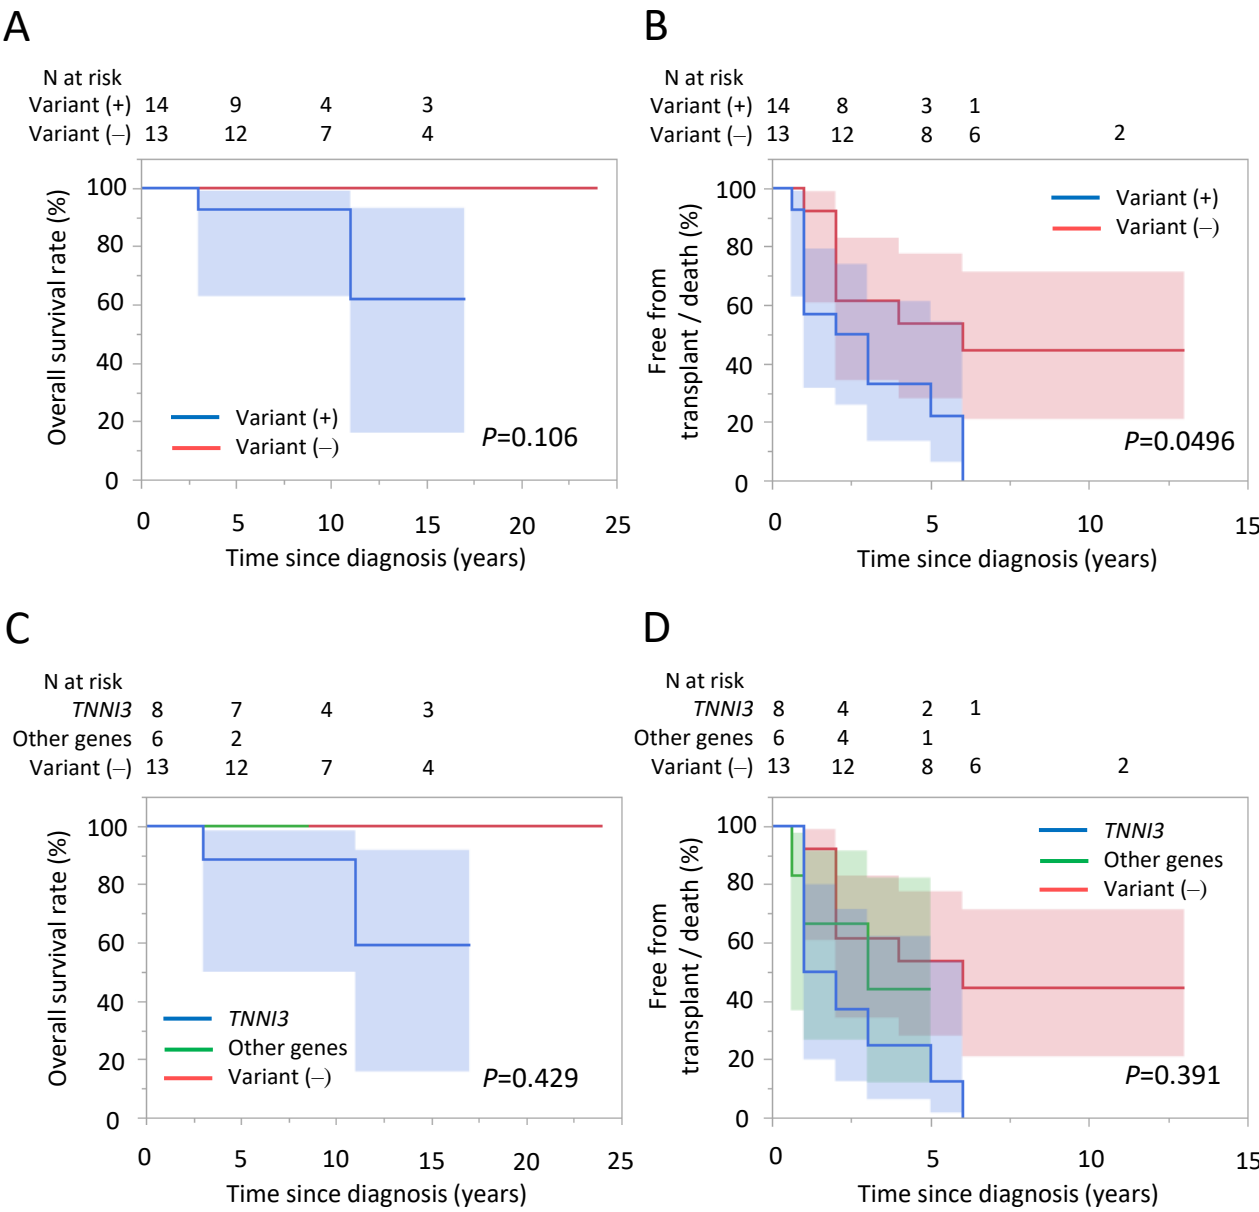 A
N at risk
Variant (+) 14 9 4 3
Variant (–) 13 12 7 4
Overall survival rate (%)
100
80
60
40
20
0
Variant (+)
Variant (–)
P=0.106
0 5 10 15 20 25
Time since diagnosis (years)
B
N at risk
Variant (+) 14 8 3 1
Variant (–) 13 12 8 6 2
Free from
transplant / death (%)
100
80
60
40
20
0
Variant (+)
Variant (–)
P=0.0496
0 5 10 15
Time since diagnosis (years)
C
N at risk
TNNI3 8 7 4 3
Other genes 6 2
Variant (–) 13 12 7 4
Overall survival rate (%)
100
80
60
40
20
0
TNNI3
Other genes
Variant (–)
P=0.429
0 5 10 15 20 25
Time since diagnosis (years)
D
N at risk
TNNI3 8 4 2 1
Other genes 6 4 1
Variant (–) 13 12 8 6 2
Free from
transplant / death (%)
100
80
60
40
20
0
TNNI3
Other genes
Variant (–)
P=0.391
0 5 10 15
Time since diagnosis (years)